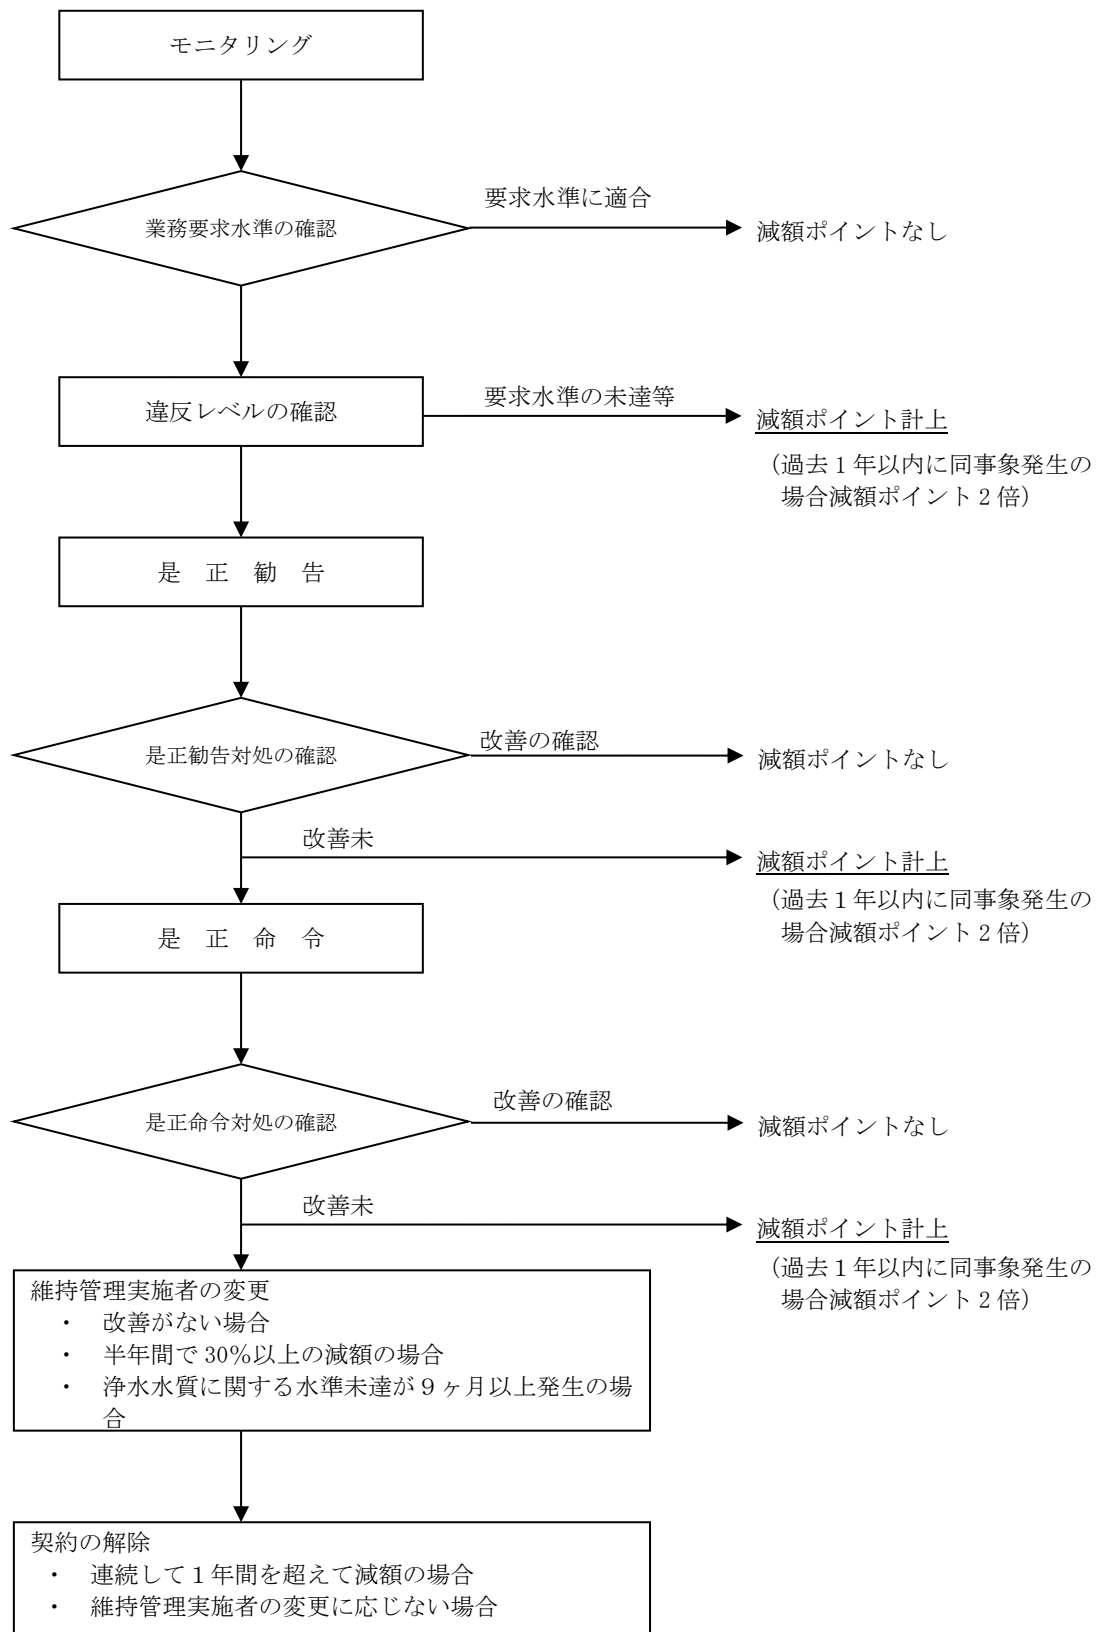 モニタリング
業務要求水準の確認
要求水準に適合
減額ポイントなし
違反レベルの確認
要求水準の未達等
減額ポイント計上
(過去1年以内に同事象発生の
場合減額ポイント2倍)
是 正 勧 告
是正勧告対処の確認
改善の確認
減額ポイントなし
改善未
減額ポイント計上
(過去1年以内に同事象発生の
場合減額ポイント2倍)
是 正 命 令
是正命令対処の確認
改善の確認
減額ポイントなし
改善未
減額ポイント計上
(過去1年以内に同事象発生の
場合減額ポイント2倍)
維持管理実施者の変更
・ 改善がない場合
・ 半年間で 30%以上の減額の場合
・ 浄水水質に関する水準未達が9ヶ月以上発生の場
合
契約の解除
・ 連続して1年間を超えて減額の場合
・ 維持管理実施者の変更に応じない場合